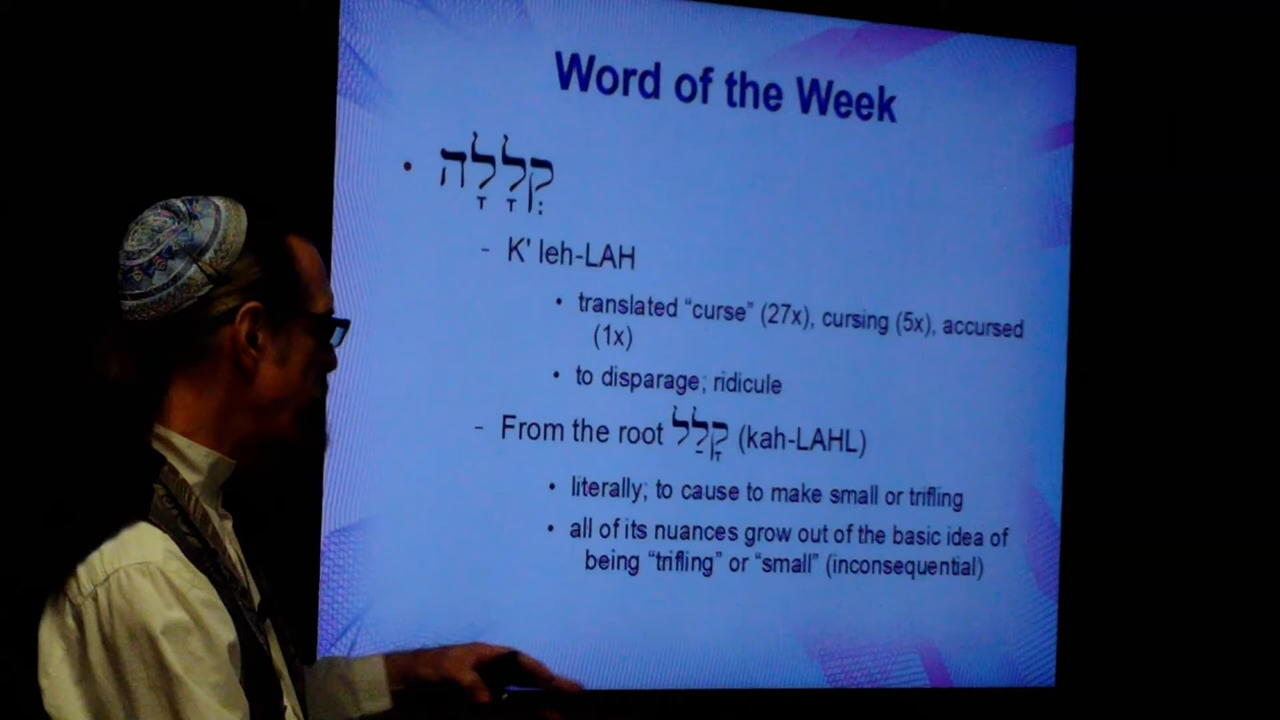 Word of the Week
• קְלָלָה
- K' leh-LAH
• translated “curse” (27x), cursing (5x), accursed
(1x)
• to disparage; ridicule
- From the root קָלַל (kah-LAHL)
• literally; to cause to make small or trifling
• all of its nuances grow out of the basic idea of
being “trifling” or “small” (inconsequential)